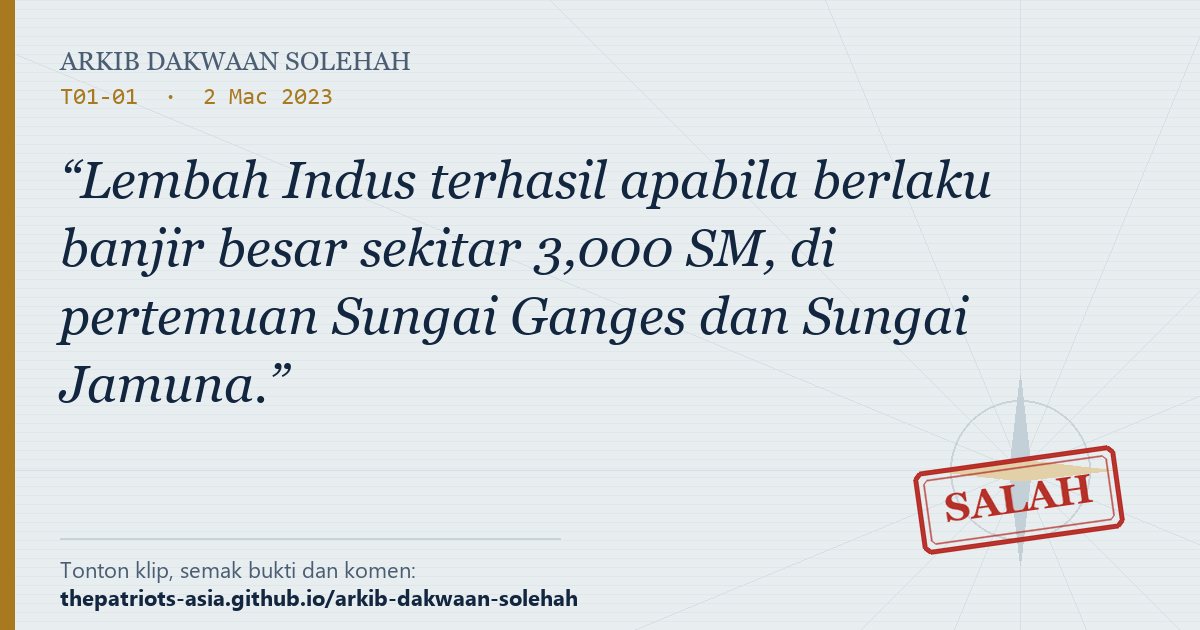 ARKIB DAKWAAN SOLEHAH
T01-01 · 2 Mac 2023
“Lembah Indus terhasil apabila berlaku
banjir besar sekitar 3,000 SM, di
pertemuan Sungai Ganges dan Sungai
Jamuna.”
SALAH
Tonton klip, semak bukti dan komen:
thepatriots-asia.github.io/arkib-dakwaan-solehah